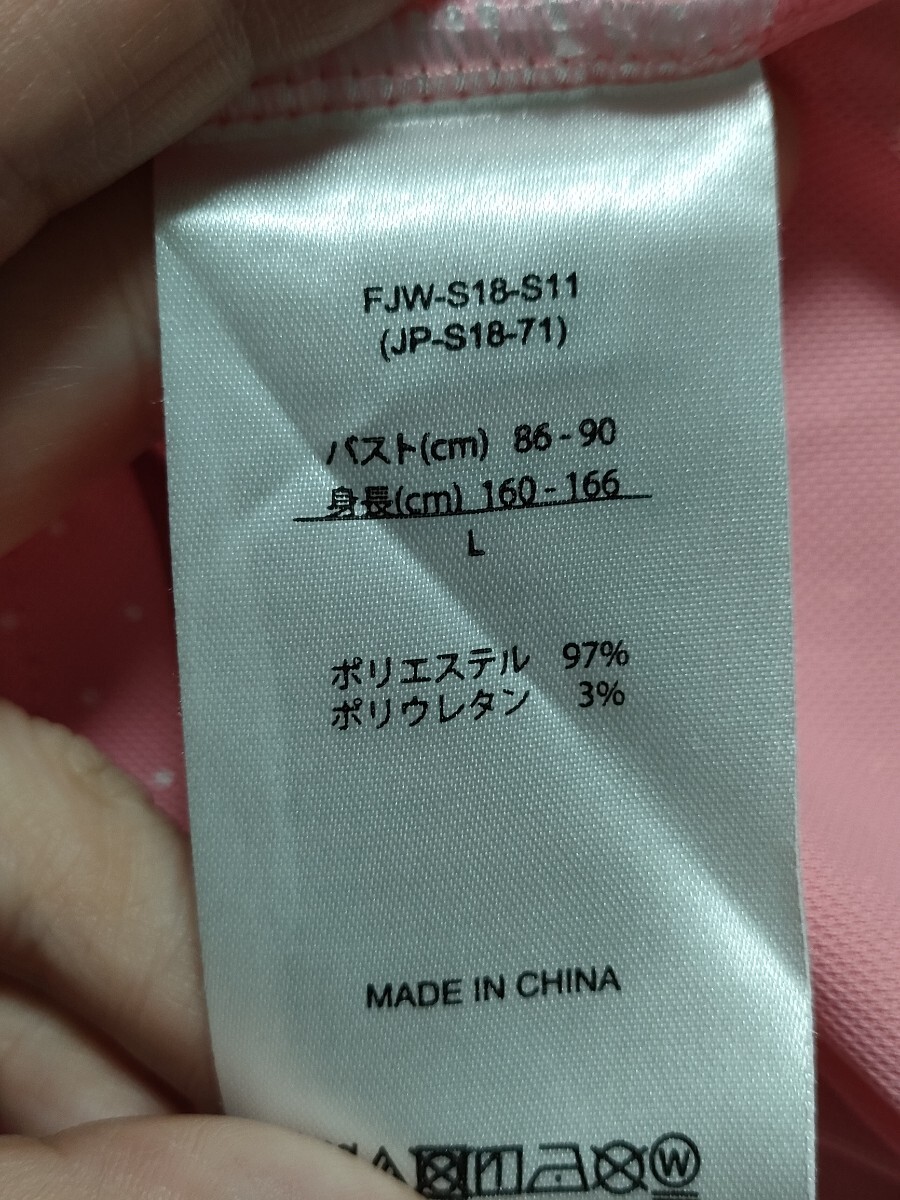 FJW-S18-S11
(JP-S18-71)
バスト(cm) 86-90
身長(cm) 160-166
L
ポリエステル 97%
ポリウレタン 3%
MADE IN CHINA
W